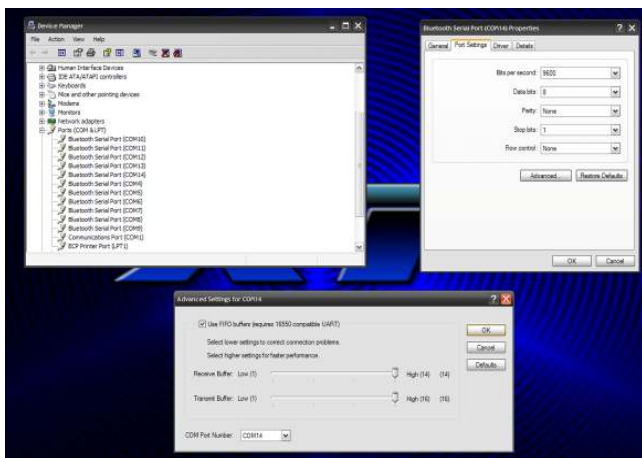 Device Manager
File Action View Help
Human Interface Devices
IDE ATA/ATAPI controllers
Keyboards
Mice and other pointing devices
Modems
Monitors
Network adapters
Ports (COM & LPT)
Bluetooth Serial Port (COM10)
Bluetooth Serial Port (COM11)
Bluetooth Serial Port (COM12)
Bluetooth Serial Port (COM13)
Bluetooth Serial Port (COM14)
Bluetooth Serial Port (COM4)
Bluetooth Serial Port (COM5)
Bluetooth Serial Port (COM6)
Bluetooth Serial Port (COM7)
Bluetooth Serial Port (COM8)
Bluetooth Serial Port (COM9)
Communications Port (COM1)
ECP Printer Port (LPT1)
Bluetooth Serial Port (COM14) Properties
General Port Settings Driver Details
Bits per second: 9600
Data bits: 8
Parity: None
Stop bits: 1
Flow control: None
Advanced... Restore Defaults
OK Cancel
Advanced Settings for COM14
Use FIFO buffers (requires 16550 compatible UART)
Select lower settings to correct connection problems.
Select higher settings for faster performance.
Receive Buffer: Low (1) High (14) (14)
Transmit Buffer: Low (1) High (16) (16)
COM Port Number: COM14
OK
Cancel
Defaults